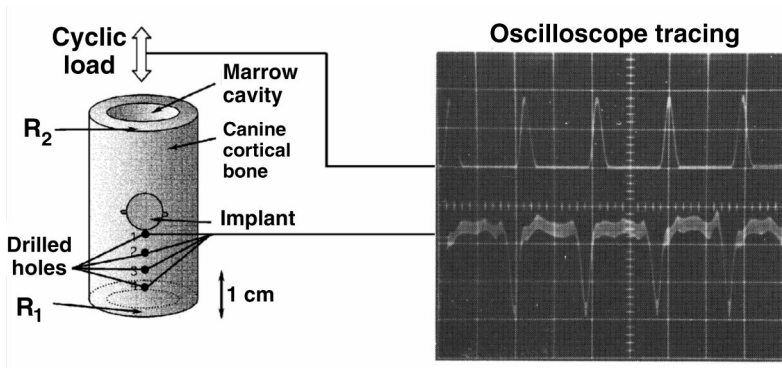 Oscilloscope tracing
Cyclic
load
Marrow
cavity
R2
Canine
cortical
bone
Implant
Drilled
holes
1
2
3
4
R1
1 cm